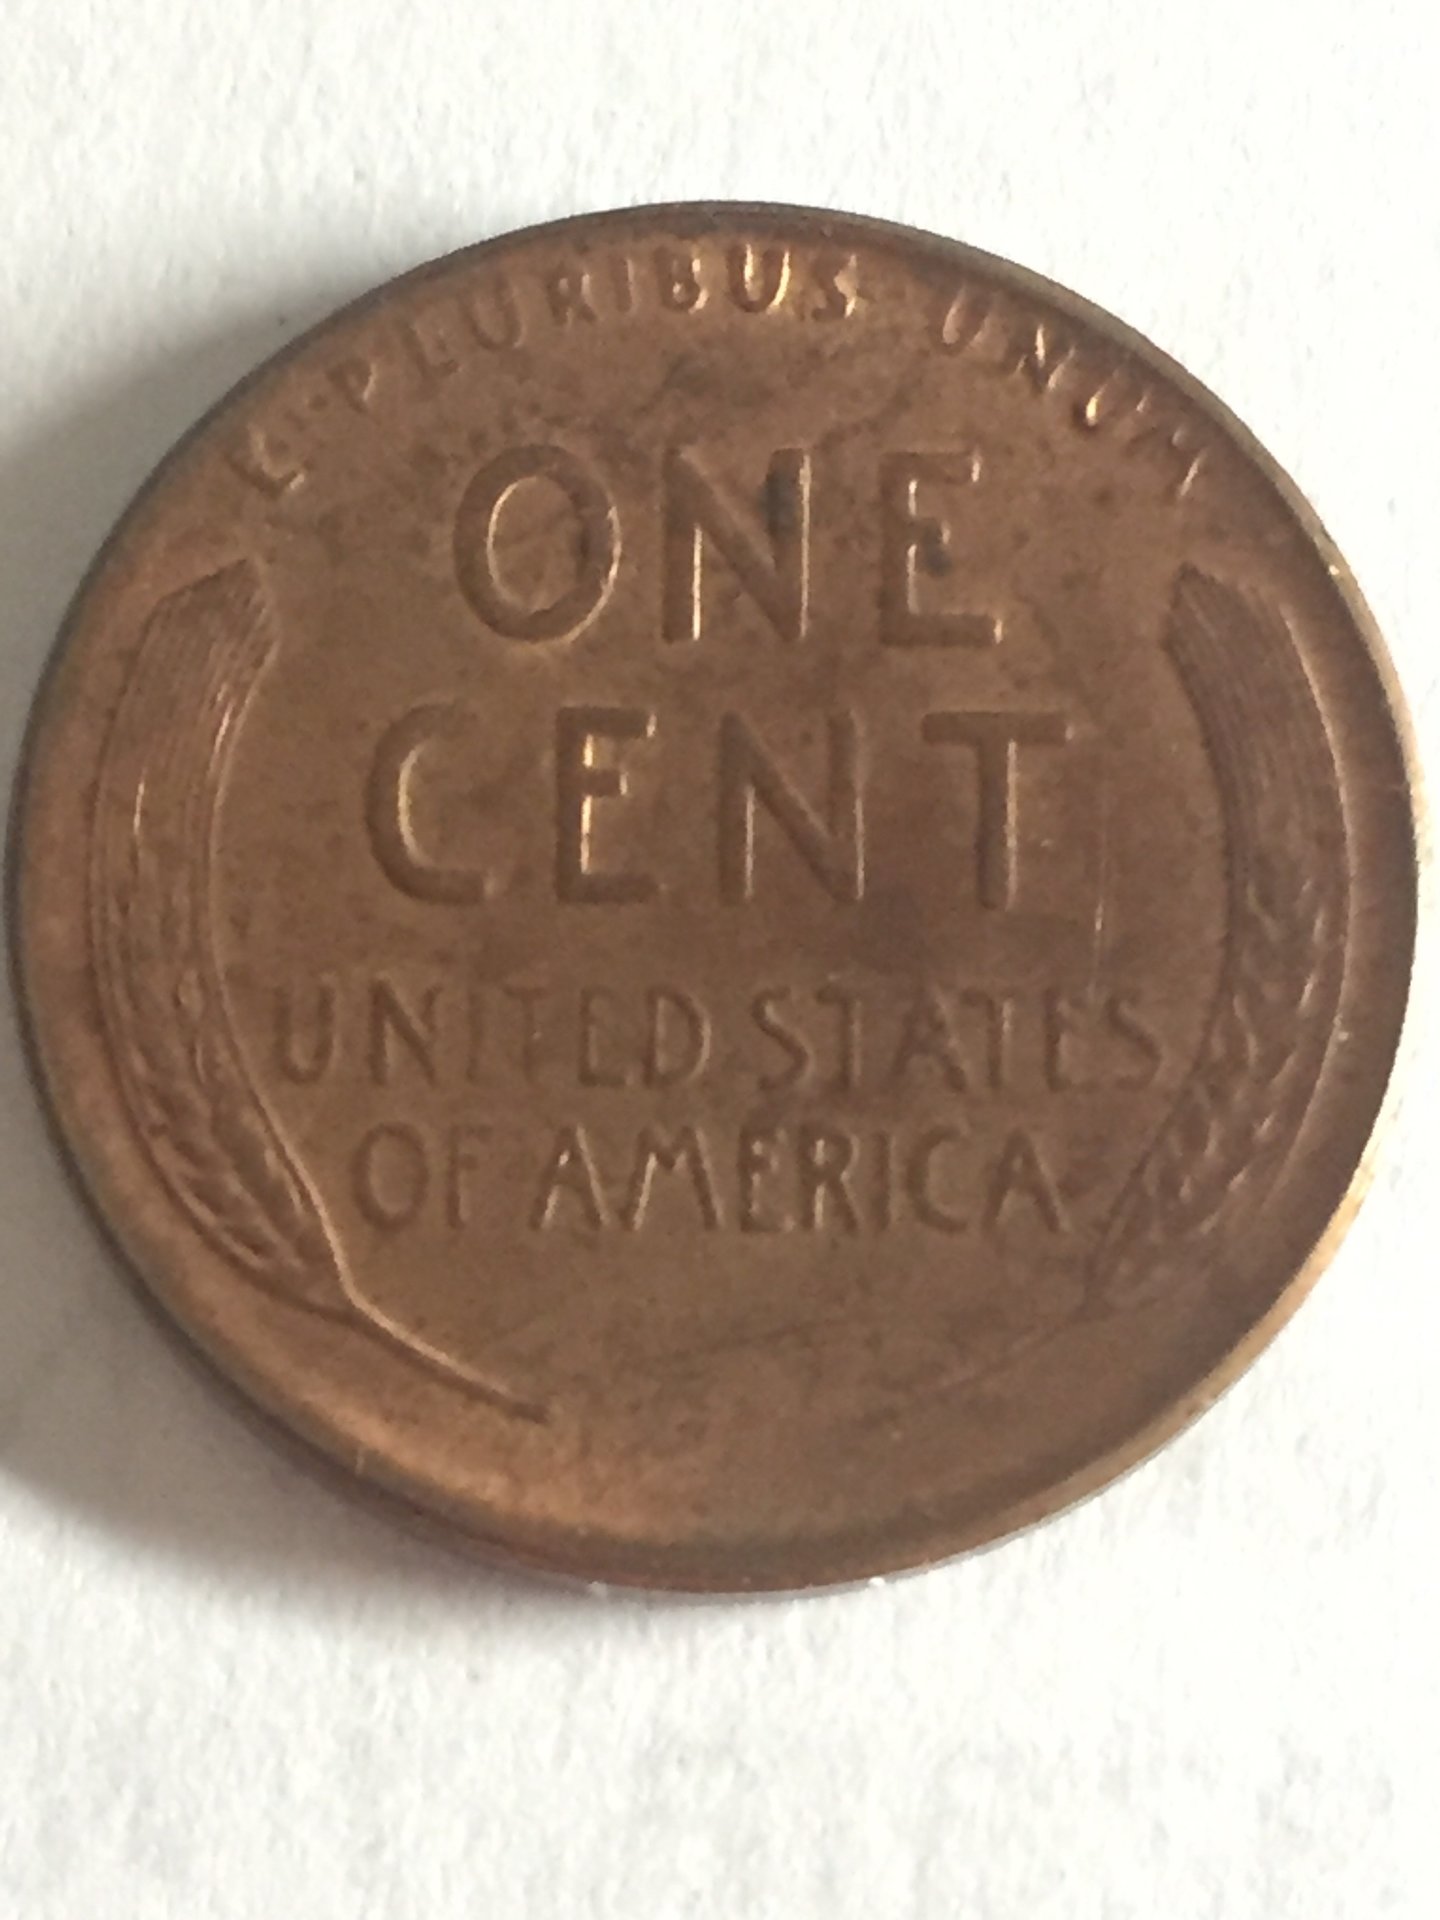 E·PLURIBUS UNUM
ONE
CENT
UNITED STATES
OF AMERICA